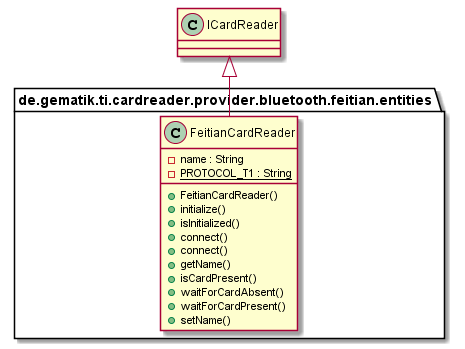 C ICardReader
de.gematik.ti.cardreader.provider.bluetooth.feitian.entities
C FeitianCardReader
name : String
PROTOCOL_T1 : String
FeitianCardReader()
initialize()
isInitialized()
connect()
connect()
getName()
isCardPresent()
waitForCardAbsent()
waitForCardPresent()
setName()